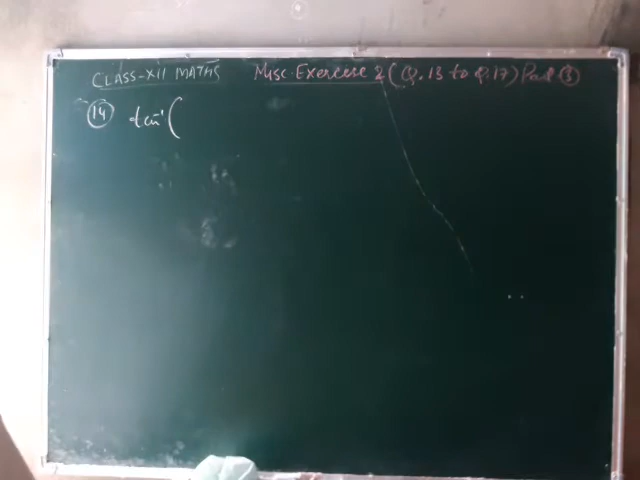 CLASS-XII MATHS Misc. Exercise 2 (Q.13 to Q.17) Part ③
⑭ tan⁻¹(